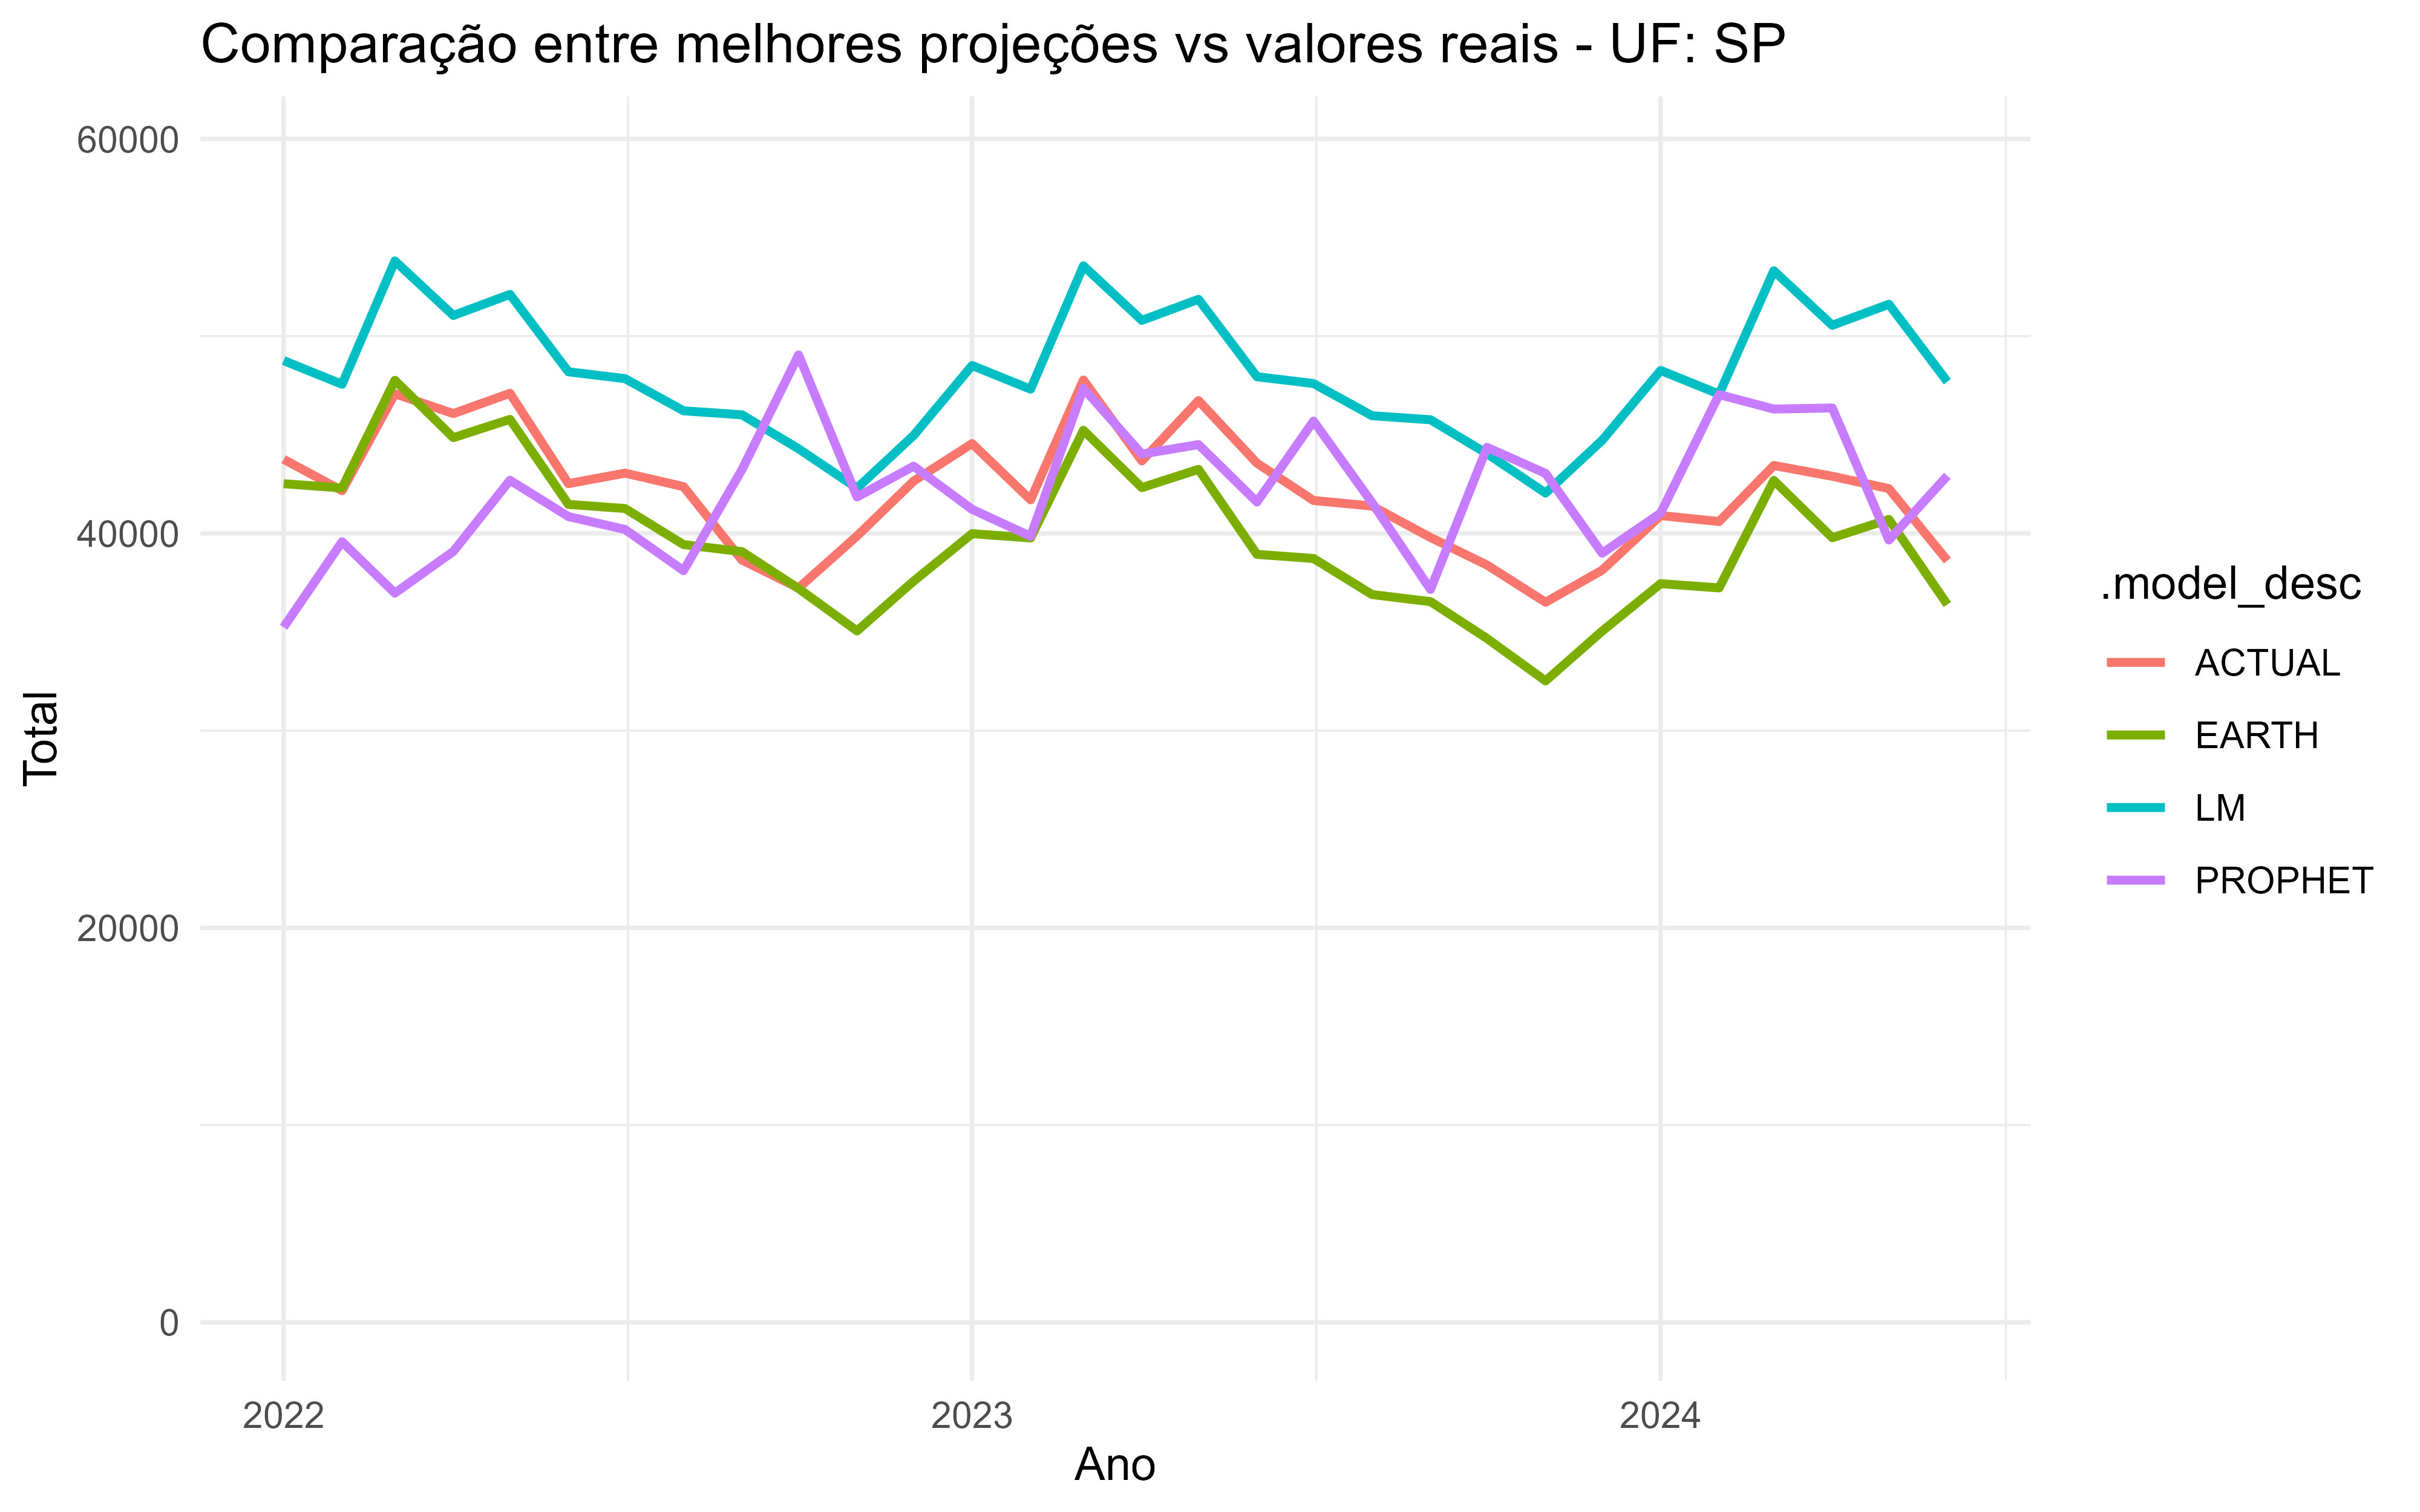 Comparação entre melhores projeções vs valores reais - UF: SP
60000
40000
20000
0
Total
2022
2023
2024
Ano
.model_desc
ACTUAL
EARTH
LM
PROPHET